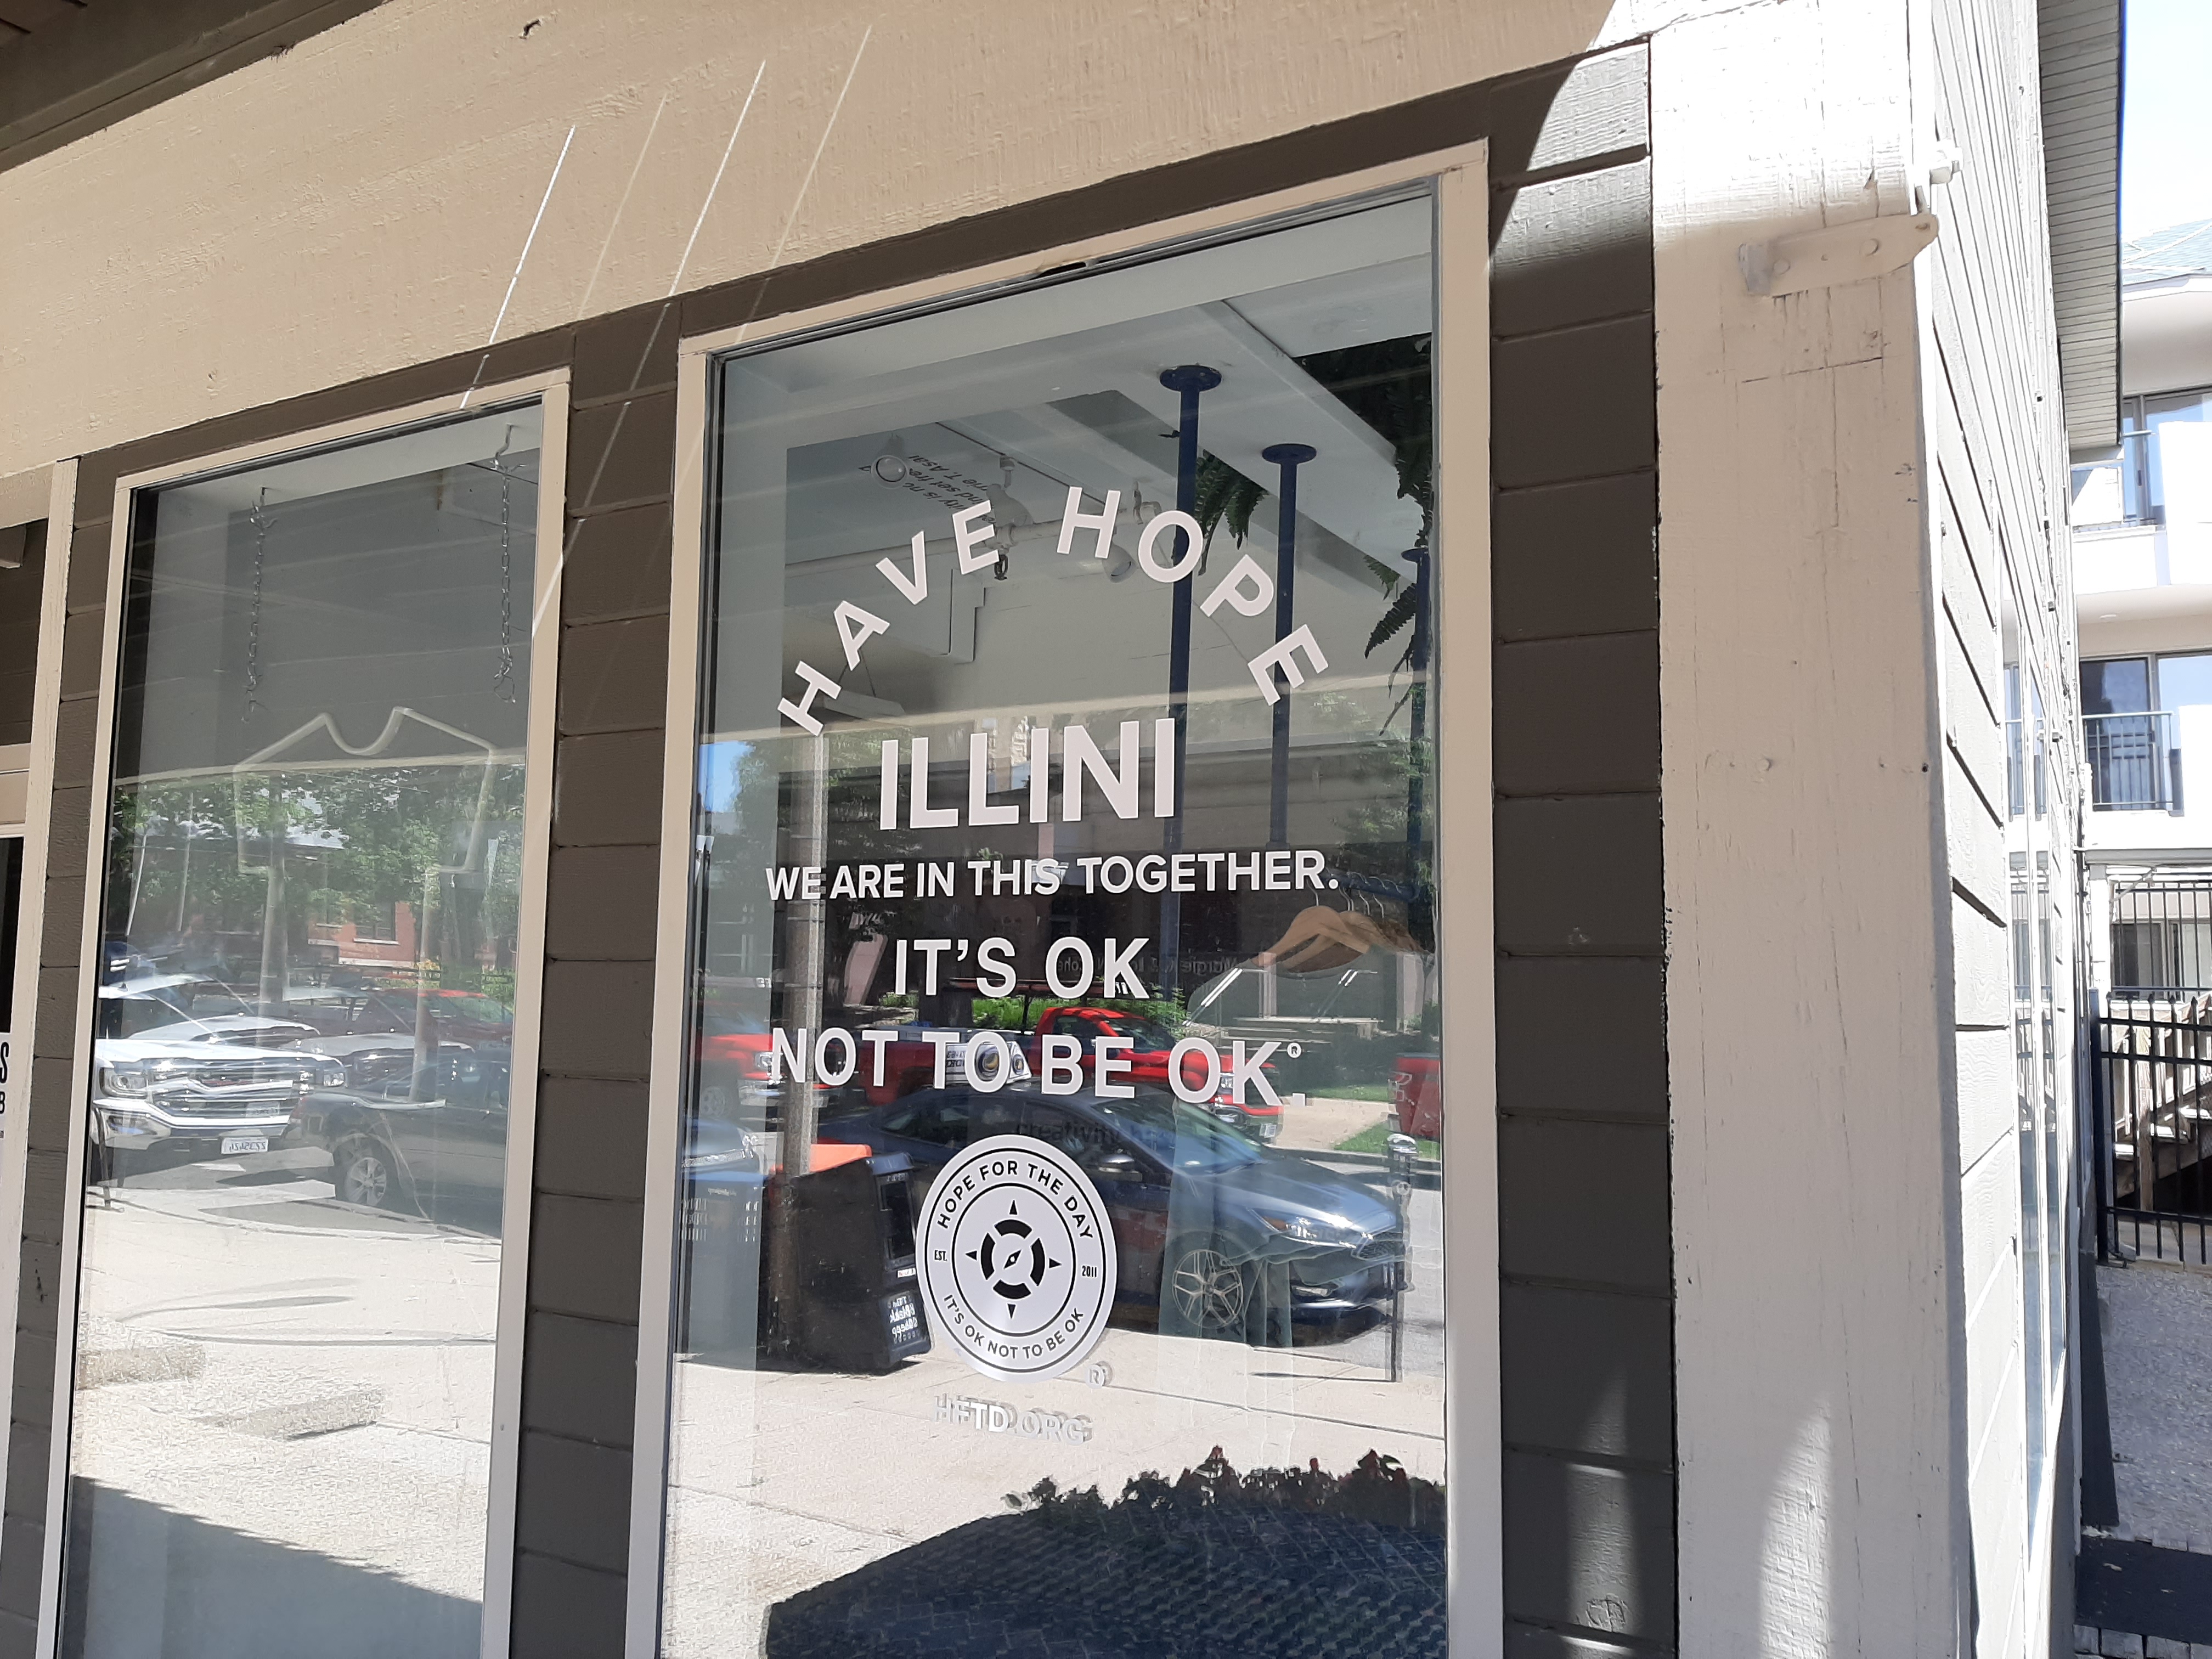 HAVE HOPE
ILLINI
WE ARE IN THIS TOGETHER.
IT'S OK
NOT TO BE OK.®
HOPE FOR THE DAY
EST. 2011
IT'S OK NOT TO BE OK
®
HFTD.ORG
creativity